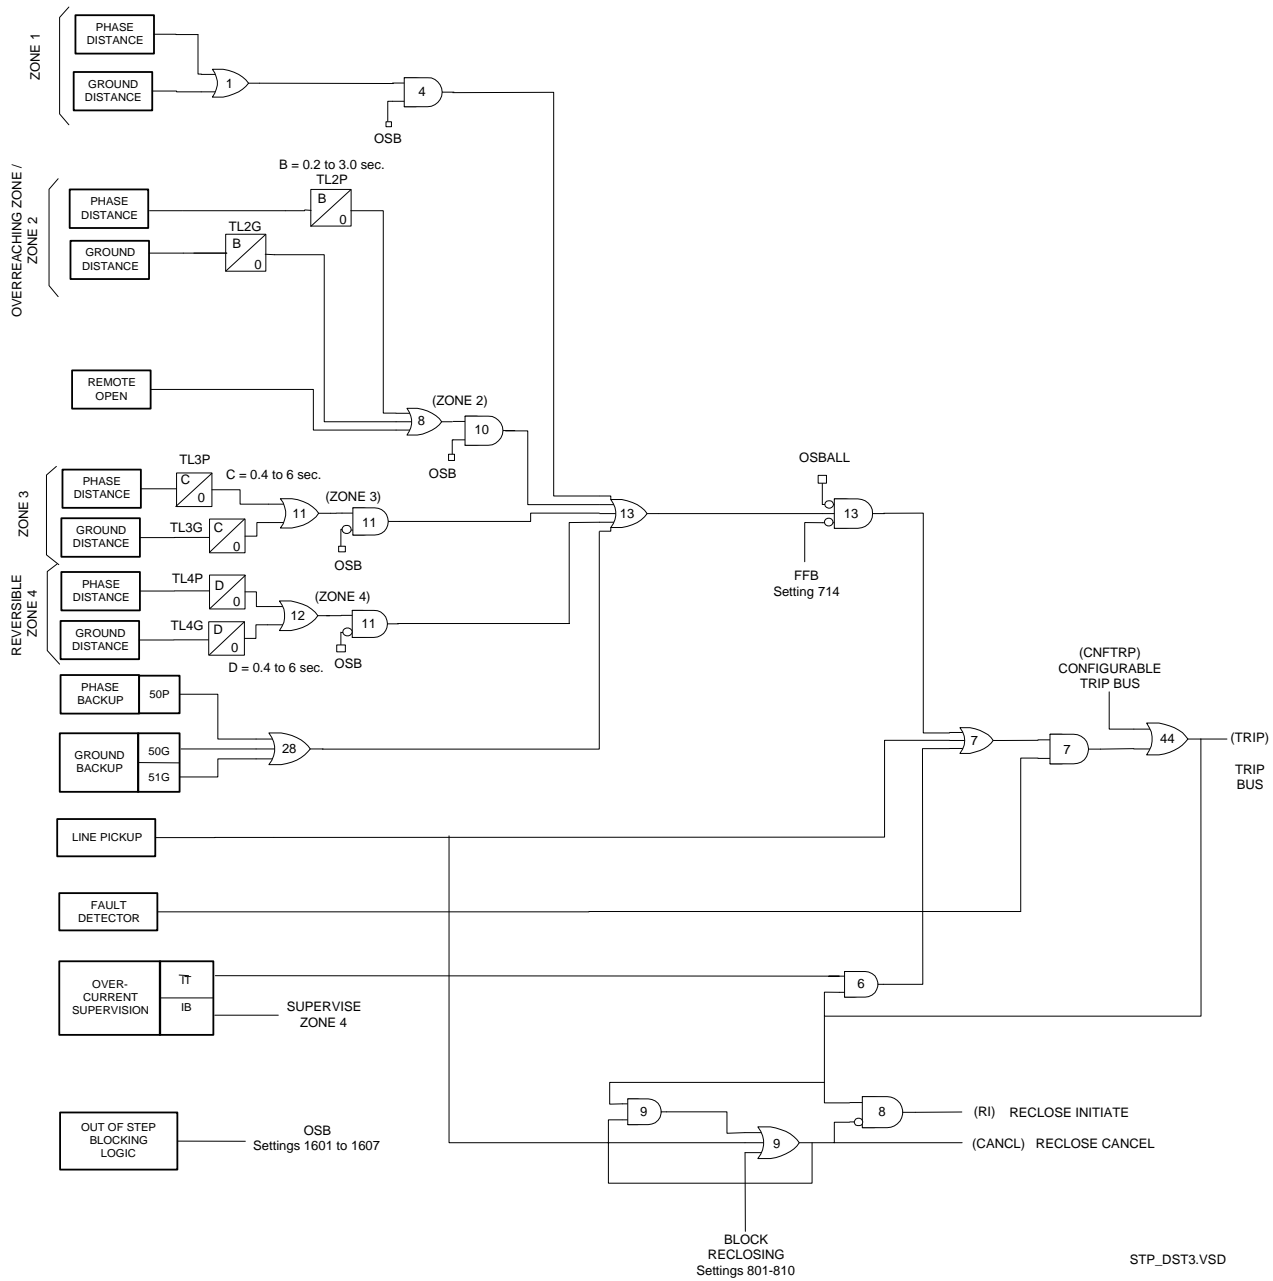 ZONE 1
PHASE
DISTANCE
GROUND
DISTANCE
1
4
OSB
OVERREACHING ZONE /
ZONE 2
B = 0.2 to 3.0 sec.
TL2P
PHASE
DISTANCE
B
0
TL2G
GROUND
DISTANCE
B
0
REMOTE
OPEN
(ZONE 2)
8
10
OSB
ZONE 3
TL3P
C = 0.4 to 6 sec.
PHASE
DISTANCE
C
0
(ZONE 3)
11
11
GROUND
DISTANCE
TL3G
C
0
OSB
13
OSBALL
13
FFB
Setting 714
REVERSIBLE
ZONE 4
PHASE
DISTANCE
TL4P
D
0
(ZONE 4)
12
11
GROUND
DISTANCE
TL4G
D
0
OSB
D = 0.4 to 6 sec.
PHASE
BACKUP
50P
GROUND
BACKUP
50G
51G
28
(CNFTRP)
CONFIGURABLE
TRIP BUS
7
7
44
(TRIP)
TRIP
BUS
LINE PICKUP
FAULT
DETECTOR
OVER-
CURRENT
SUPERVISION
IT
IB
SUPERVISE
ZONE 4
6
OUT OF STEP
BLOCKING
LOGIC
OSB
Settings 1601 to 1607
9
8
(RI) RECLOSE INITIATE
9
(CANCL) RECLOSE CANCEL
BLOCK
RECLOSING
Settings 801-810
STP_DST3.VSD